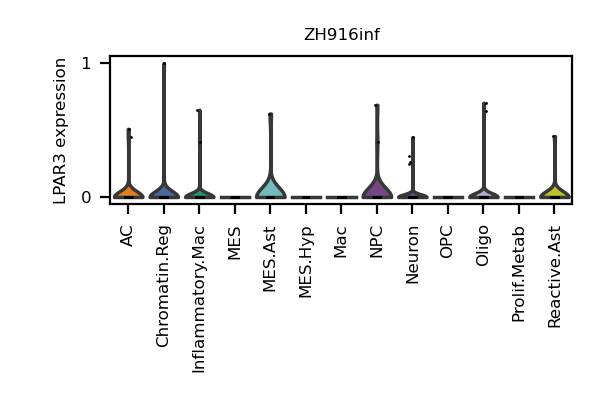 ZH916inf
LPAR3 expression
1
0
AC
Chromatin.Reg
Inflammatory.Mac
MES
MES.Ast
MES.Hyp
Mac
NPC
Neuron
OPC
Oligo
Prolif.Metab
Reactive.Ast